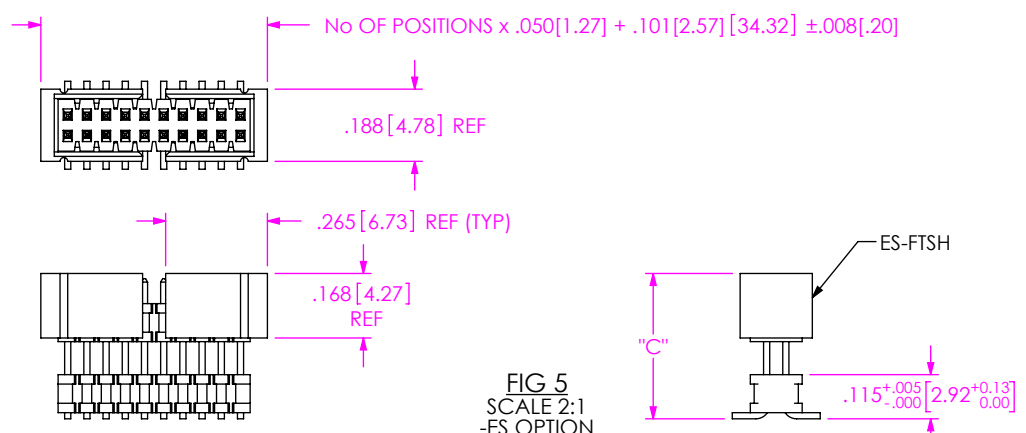 No OF POSITIONS x .050[1.27] + .101[2.57] [34.32] ±.008[.20]
.188[4.78] REF
.265[6.73] REF (TYP)
ES-FTSH
.168[4.27]
REF
"C"
.115+.005 -.000[2.92+0.13 0.00]
FIG 5
SCALE 2:1
-ES OPTION